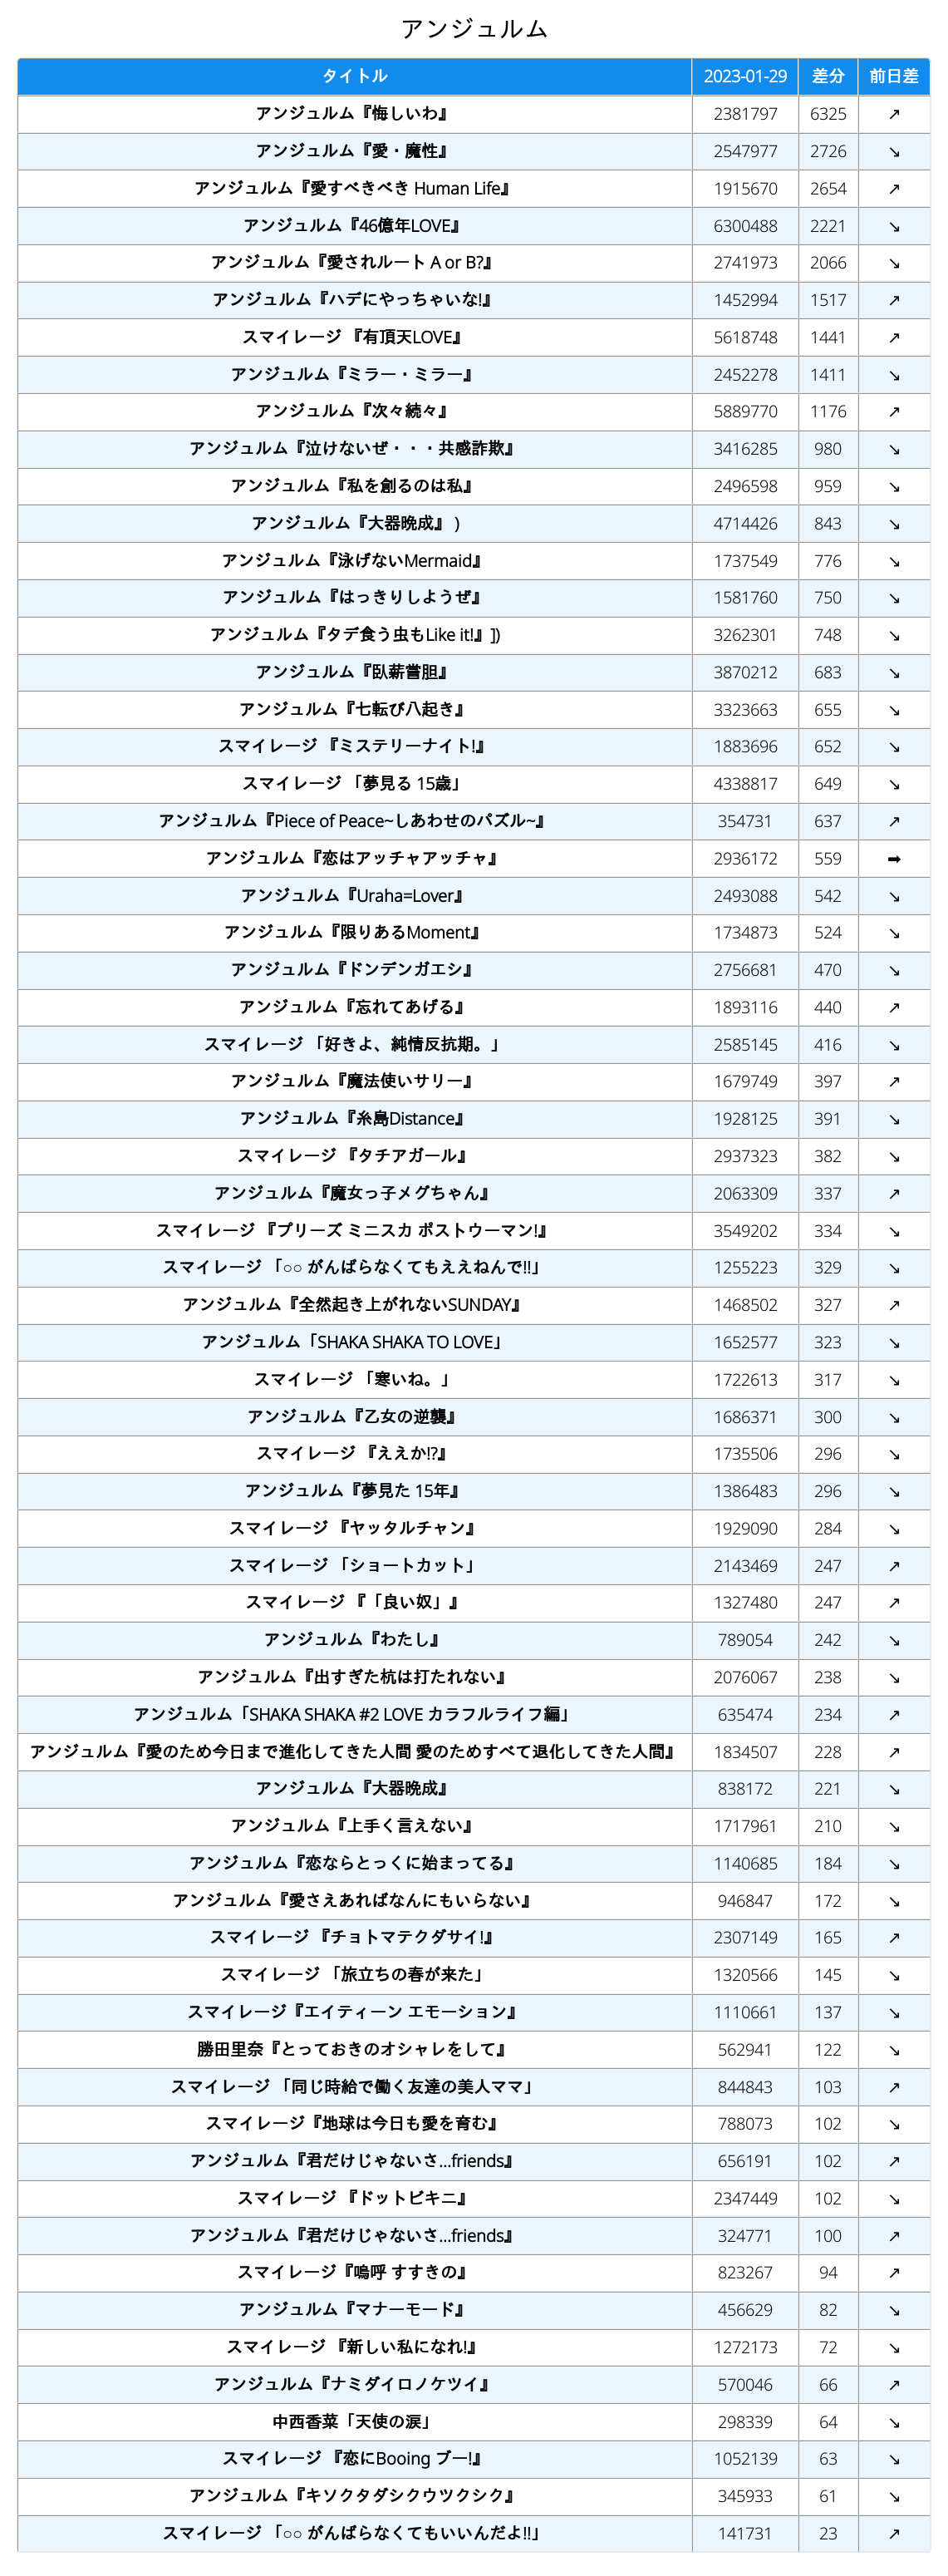 アンジュルム
タイトル 2023-01-29 差分 前日差
アンジュルム『悔しいわ』 2381797 6325 ↗
アンジュルム『愛・魔性』 2547977 2726 ↘
アンジュルム『愛すべきべき Human Life』 1915670 2654 ↗
アンジュルム『46億年LOVE』 6300488 2221 ↘
アンジュルム『愛されルート A or B?』 2741973 2066 ↘
アンジュルム『ハデにやっちゃいな!』 1452994 1517 ↗
スマイレージ 『有頂天LOVE』 5618748 1441 ↗
アンジュルム『ミラー・ミラー』 2452278 1411 ↘
アンジュルム『次々続々』 5889770 1176 ↗
アンジュルム『泣けないぜ・・・共感詐欺』 3416285 980 ↘
アンジュルム『私を創るのは私』 2496598 959 ↘
アンジュルム『大器晩成』 ) 4714426 843 ↘
アンジュルム『泳げないMermaid』 1737549 776 ↘
アンジュルム『はっきりしようぜ』 1581760 750 ↘
アンジュルム『タデ食う虫もLike it!』]) 3262301 748 ↘
アンジュルム『臥薪嘗胆』 3870212 683 ↘
アンジュルム『七転び八起き』 3323663 655 ↘
スマイレージ 『ミステリーナイト!』 1883696 652 ↘
スマイレージ 「夢見る 15歳」 4338817 649 ↘
アンジュルム『Piece of Peace~しあわせのパズル~』 354731 637 ↗
アンジュルム『恋はアッチャアッチャ』 2936172 559 ➡
アンジュルム『Uraha=Lover』 2493088 542 ↘
アンジュルム『限りあるMoment』 1734873 524 ↘
アンジュルム『ドンデンガエシ』 2756681 470 ↘
アンジュルム『忘れてあげる』 1893116 440 ↗
スマイレージ 「好きよ、純情反抗期。」 2585145 416 ↘
アンジュルム『魔法使いサリー』 1679749 397 ↗
アンジュルム『糸島Distance』 1928125 391 ↘
スマイレージ 『タチアガール』 2937323 382 ↘
アンジュルム『魔女っ子メグちゃん』 2063309 337 ↗
スマイレージ 『プリーズ ミニスカ ポストウーマン!』 3549202 334 ↘
スマイレージ 「○○ がんばらなくてもええねんで!!」 1255223 329 ↘
アンジュルム『全然起き上がれないSUNDAY』 1468502 327 ↗
アンジュルム「SHAKA SHAKA TO LOVE」 1652577 323 ↘
スマイレージ 「寒いね。」 1722613 317 ↘
アンジュルム『乙女の逆襲』 1686371 300 ↘
スマイレージ 『ええか!?』 1735506 296 ↘
アンジュルム『夢見た 15年』 1386483 296 ↘
スマイレージ 『ヤッタルチャン』 1929090 284 ↘
スマイレージ 「ショートカット」 2143469 247 ↗
スマイレージ 『「良い奴」』 1327480 247 ↗
アンジュルム『わたし』 789054 242 ↘
アンジュルム『出すぎた杭は打たれない』 2076067 238 ↘
アンジュルム「SHAKA SHAKA #2 LOVE カラフルライフ編」 635474 234 ↗
アンジュルム『愛のため今日まで進化してきた人間 愛のためすべて退化してきた人間』 1834507 228 ↗
アンジュルム『大器晩成』 838172 221 ↘
アンジュルム『上手く言えない』 1717961 210 ↘
アンジュルム『恋ならとっくに始まってる』 1140685 184 ↘
アンジュルム『愛さえあればなんにもいらない』 946847 172 ↘
スマイレージ 『チョトマテクダサイ!』 2307149 165 ↗
スマイレージ 「旅立ちの春が来た」 1320566 145 ↘
スマイレージ『エイティーン エモーション』 1110661 137 ↘
勝田里奈『とっておきのオシャレをして』 562941 122 ↘
スマイレージ 「同じ時給で働く友達の美人ママ」 844843 103 ↗
スマイレージ『地球は今日も愛を育む』 788073 102 ↘
アンジュルム『君だけじゃないさ...friends』 656191 102 ↗
スマイレージ 『ドットビキニ』 2347449 102 ↘
アンジュルム『君だけじゃないさ...friends』 324771 100 ↗
スマイレージ『嗚呼 すすきの』 823267 94 ↗
アンジュルム『マナーモード』 456629 82 ↘
スマイレージ 『新しい私になれ!』 1272173 72 ↘
アンジュルム『ナミダイロノケツイ』 570046 66 ↗
中西香菜「天使の涙」 298339 64 ↘
スマイレージ 『恋にBooing ブー!』 1052139 63 ↘
アンジュルム『キソクタダシクウツクシク』 345933 61 ↘
スマイレージ 「○○ がんばらなくてもいいんだよ!!」 141731 23 ↗